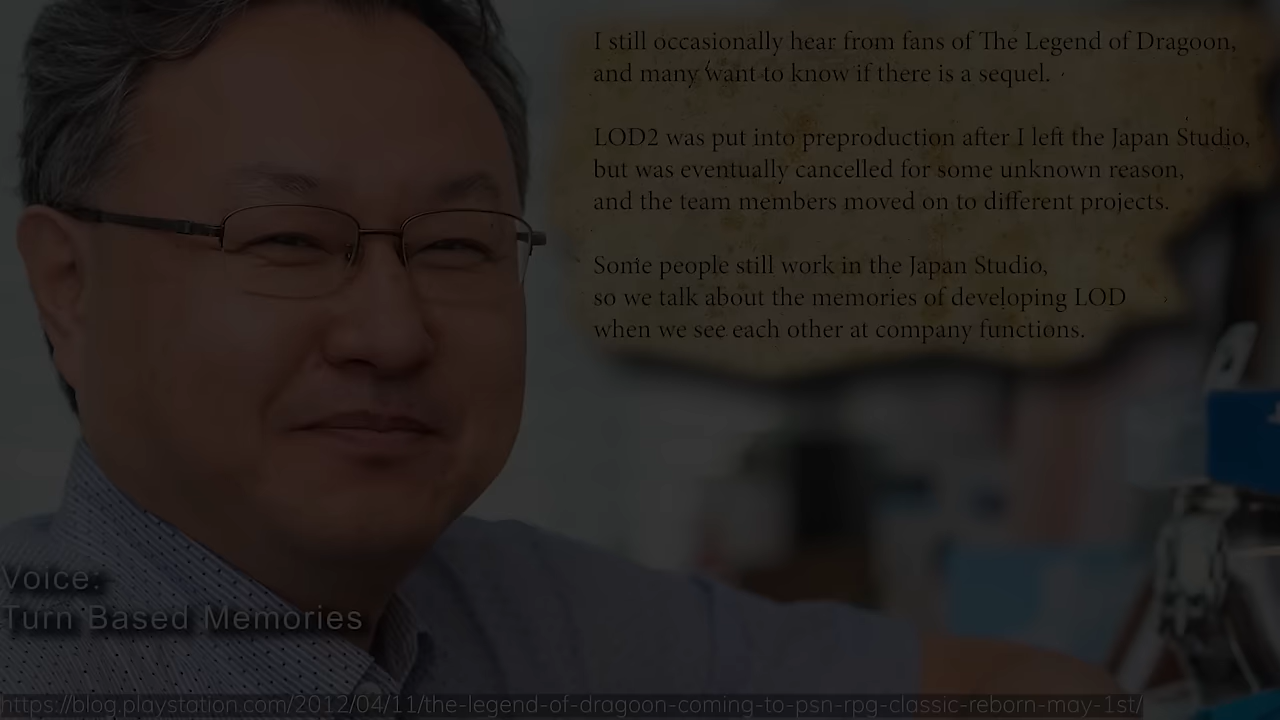 I still occasionally hear from fans of The Legend of Dragoon,
and many want to know if there is a sequel.
LOD2 was put into preproduction after I left the Japan Studio,
but was eventually cancelled for some unknown reason,
and the team members moved on to different projects.
Some people still work in the Japan Studio,
so we talk about the memories of developing LOD
when we see each other at company functions.
Voice:
Turn Based Memories
https://blog.playstation.com/2012/04/11/the-legend-of-dragoon-coming-to-psn-rpg-classic-reborn-may-1st/